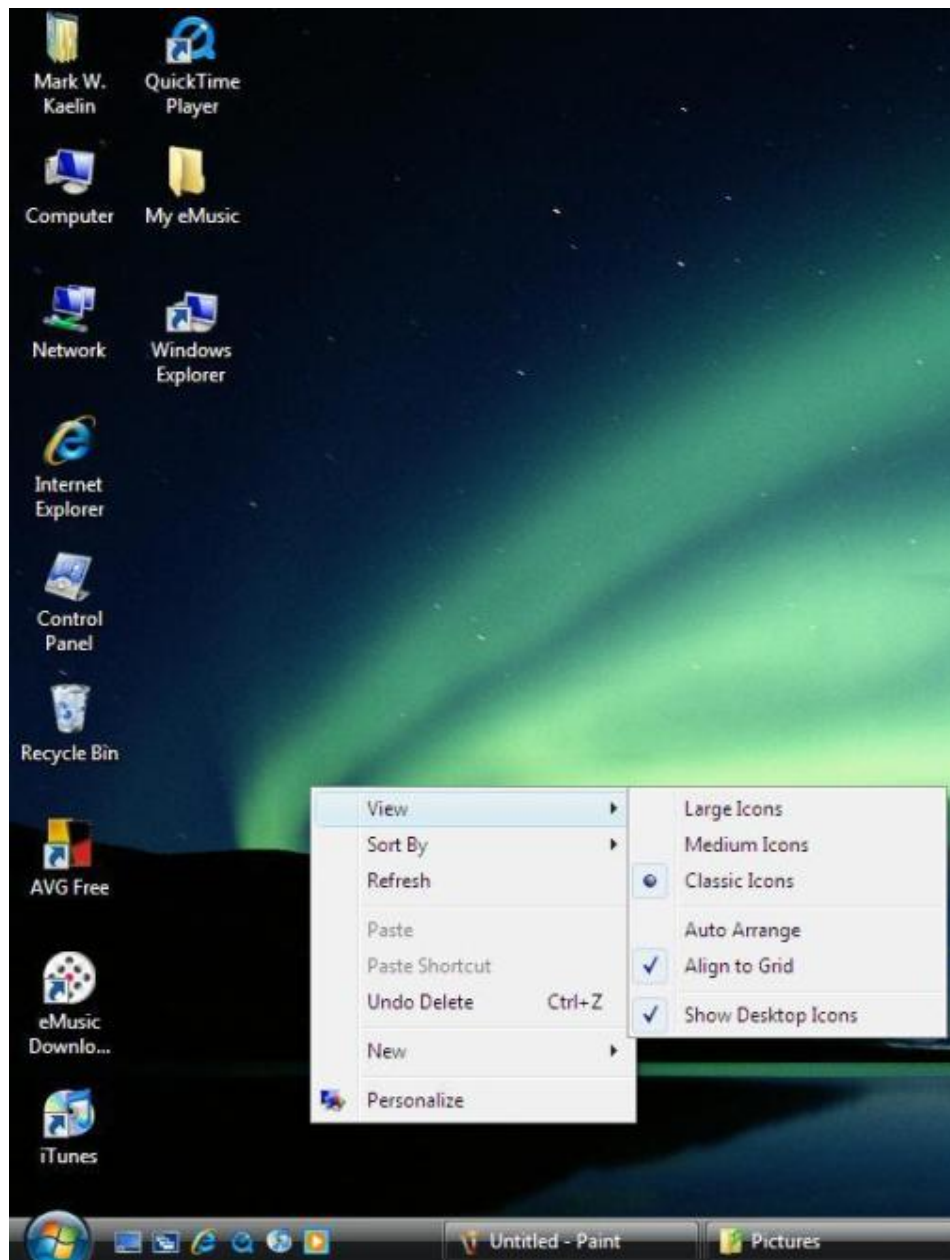 Mark W.
Kaelin
QuickTime
Player
Computer
My eMusic
Network
Windows
Explorer
Internet
Explorer
Control
Panel
Recycle Bin
AVG Free
eMusic
Downlo...
iTunes
View
Sort By
Refresh
Paste
Paste Shortcut
Undo Delete Ctrl+Z
New
Personalize
Large Icons
Medium Icons
Classic Icons
Auto Arrange
Align to Grid
Show Desktop Icons
Untitled - Paint
Pictures